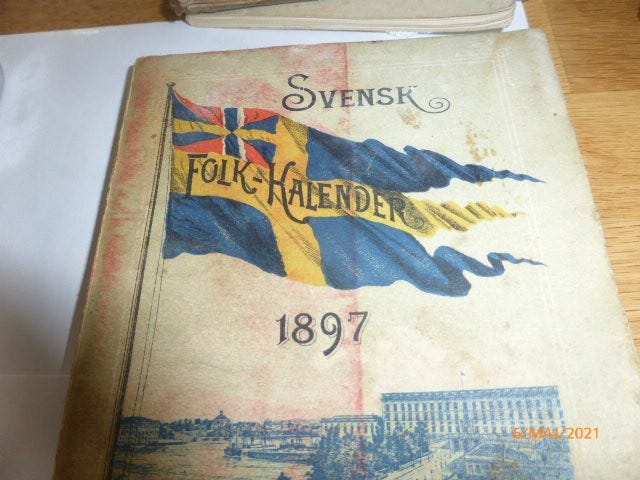 SVENSK
FOLK-KALENDER
1897
6/MAJ/2021